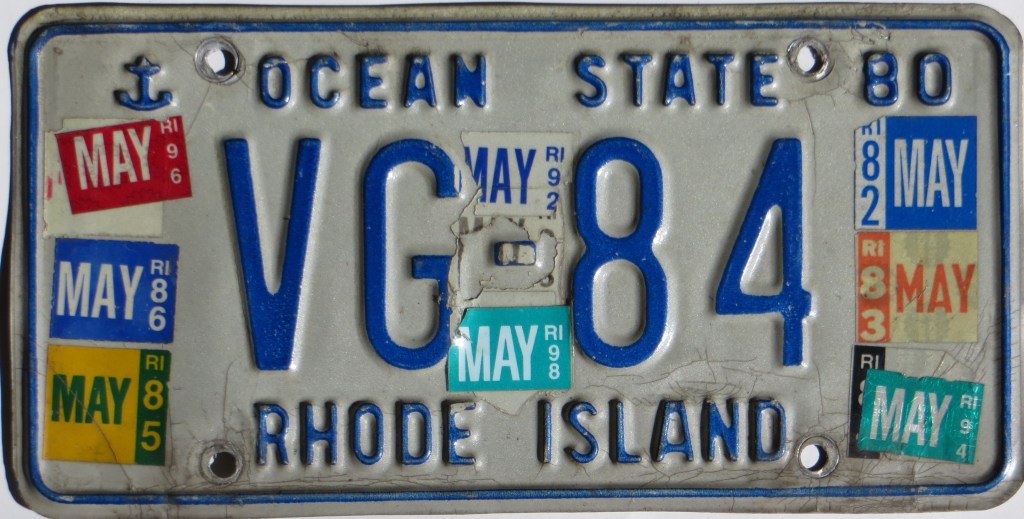 OCEAN STATE 80
MAY RI 96
VG-84
MAY RI 92
RI 82 MAY
MAY RI 86
RI 83 MAY
MAY RI 98
MAY RI 85
RI
MAY RI 94
RHODE ISLAND